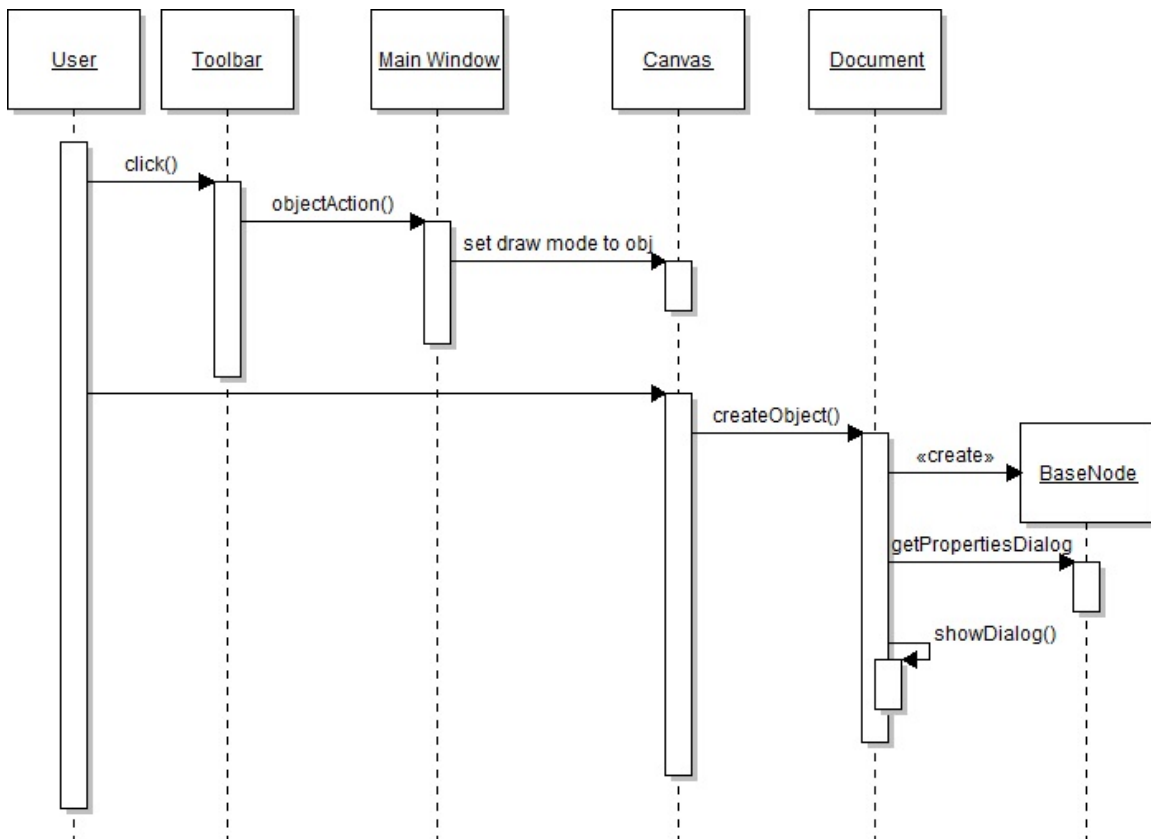 User
Toolbar
Main Window
Canvas
Document
click()
objectAction()
set draw mode to obj
createObject()
«create»
BaseNode
getPropertiesDialog
showDialog()